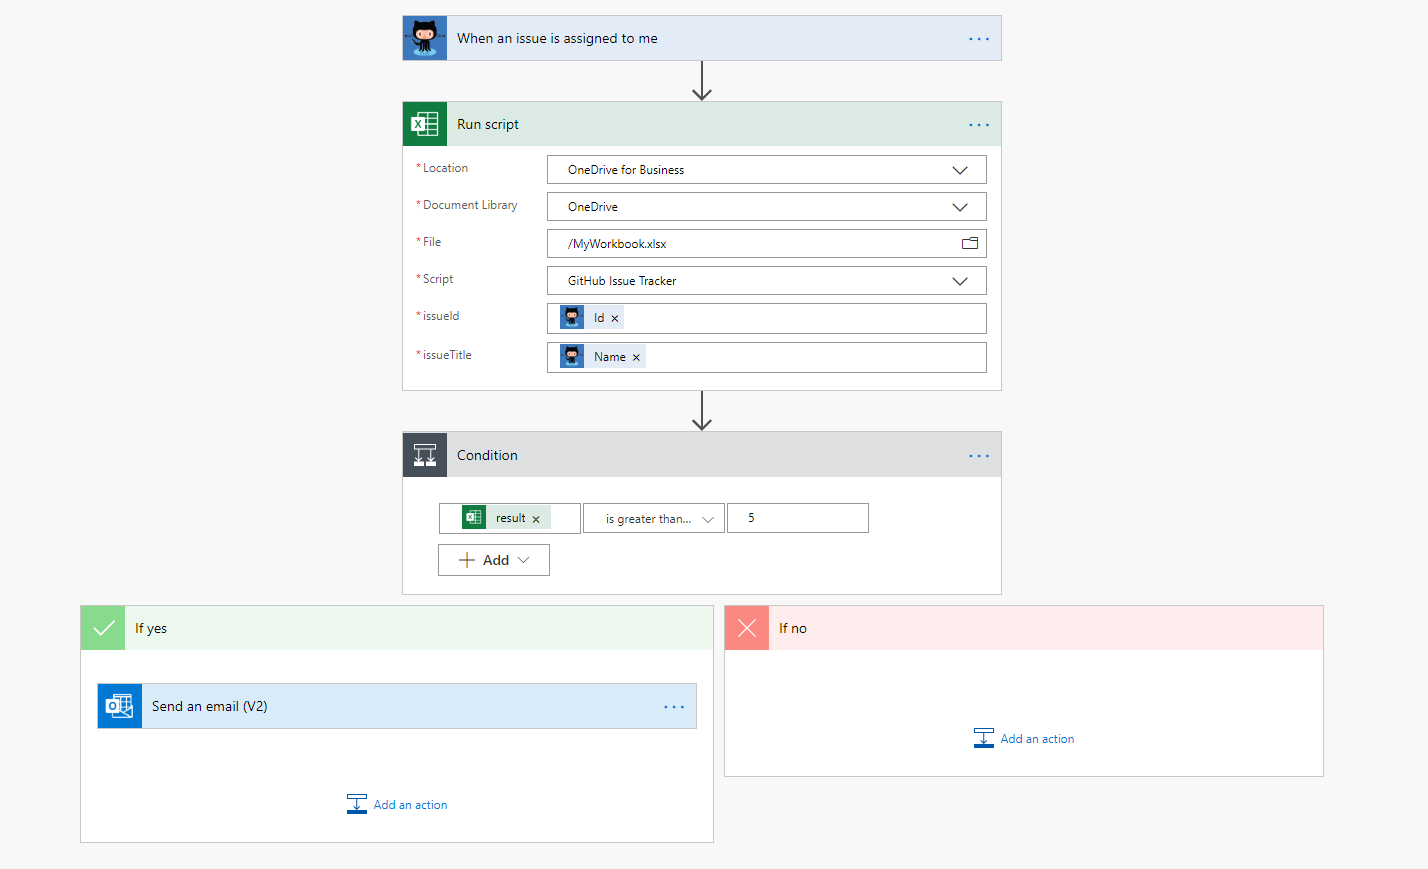 When an issue is assigned to me
Run script
*Location
OneDrive for Business
*Document Library
OneDrive
*File
/MyWorkbook.xlsx
*Script
GitHub Issue Tracker
*issueId
Id ×
*issueTitle
Name ×
Condition
result × is greater than... 5
+ Add
If yes
If no
Send an email (V2)
Add an action
Add an action